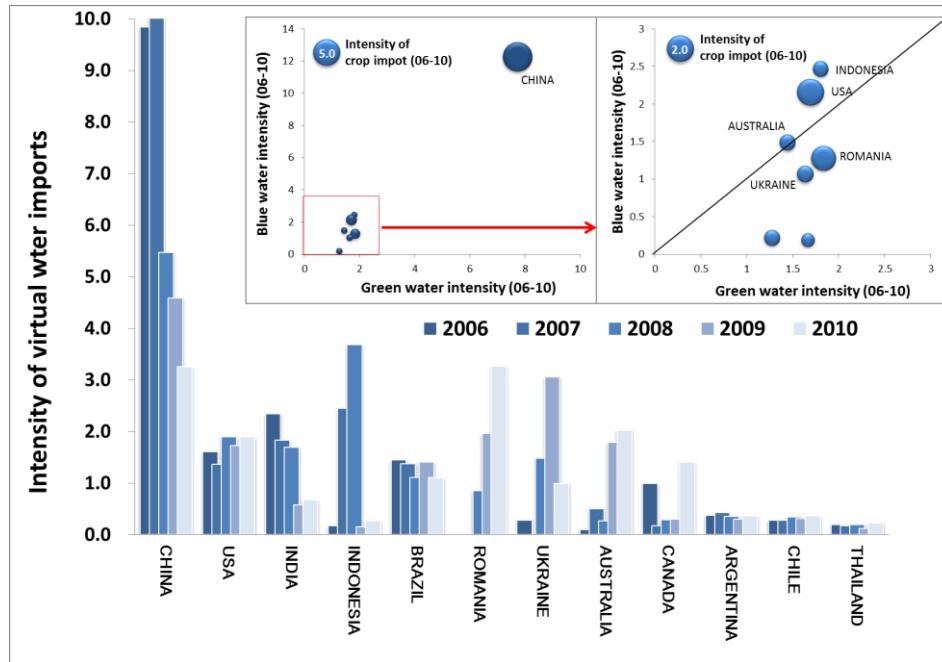 Intensity of virtual wter imports
10.0
9.0
8.0
7.0
6.0
5.0
4.0
3.0
2.0
1.0
0.0
CHINA
USA
INDIA
INDONESIA
BRAZIL
ROMANIA
UKRAINE
AUSTRALIA
CANADA
ARGENTINA
CHILE
THAILAND
2006 2007 2008 2009 2010
Blue water intensity (06-10)
14
12
10
8
6
4
2
0
0 2 4 6 8 10
Green water intensity (06-10)
5.0
Intensity of
crop impot (06-10)
CHINA
Blue water intensity (06-10)
3
2.5
2
1.5
1
0.5
0
0 0.5 1 1.5 2 2.5 3
Green water intensity (06-10)
2.0
Intensity of
crop impot (06-10)
INDONESIA
USA
AUSTRALIA
ROMANIA
UKRAINE